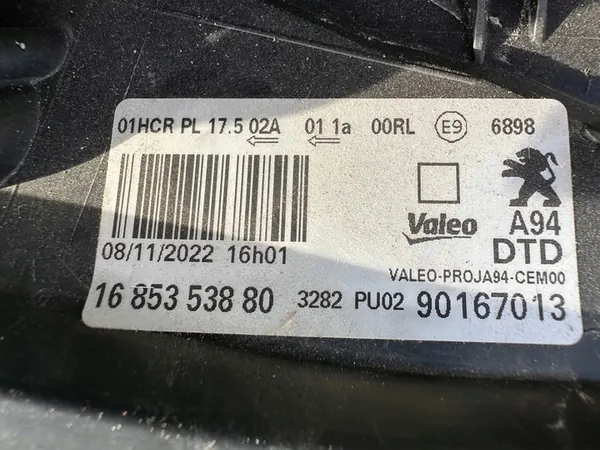 01HCR PL 17.5 02A 01 1a 00RL E9 6898
Valeo A94
08/11/2022 16h01 DTD
VALEO-PROJA94-CEM00
16 853 538 80 3282 PU02 90167013